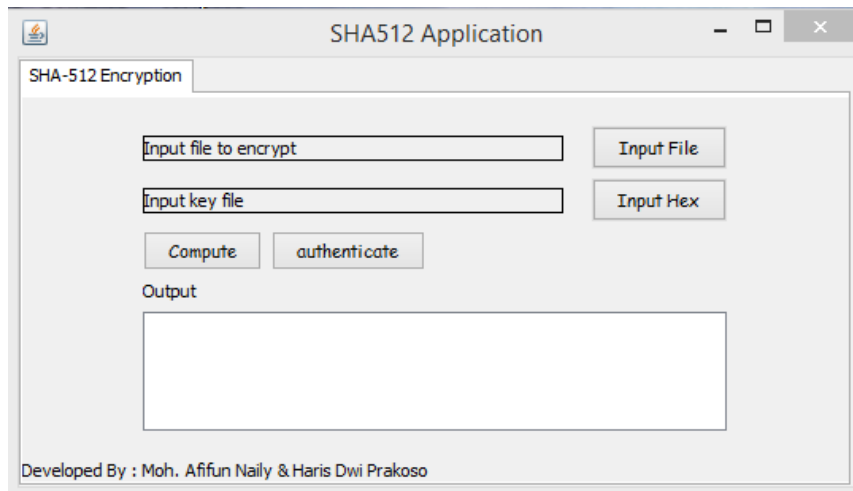 SHA512 Application
SHA-512 Encryption
Input file to encrypt
Input File
Input key file
Input Hex
Compute
authenticate
Output
Developed By : Moh. Afifun Naily & Haris Dwi Prakoso